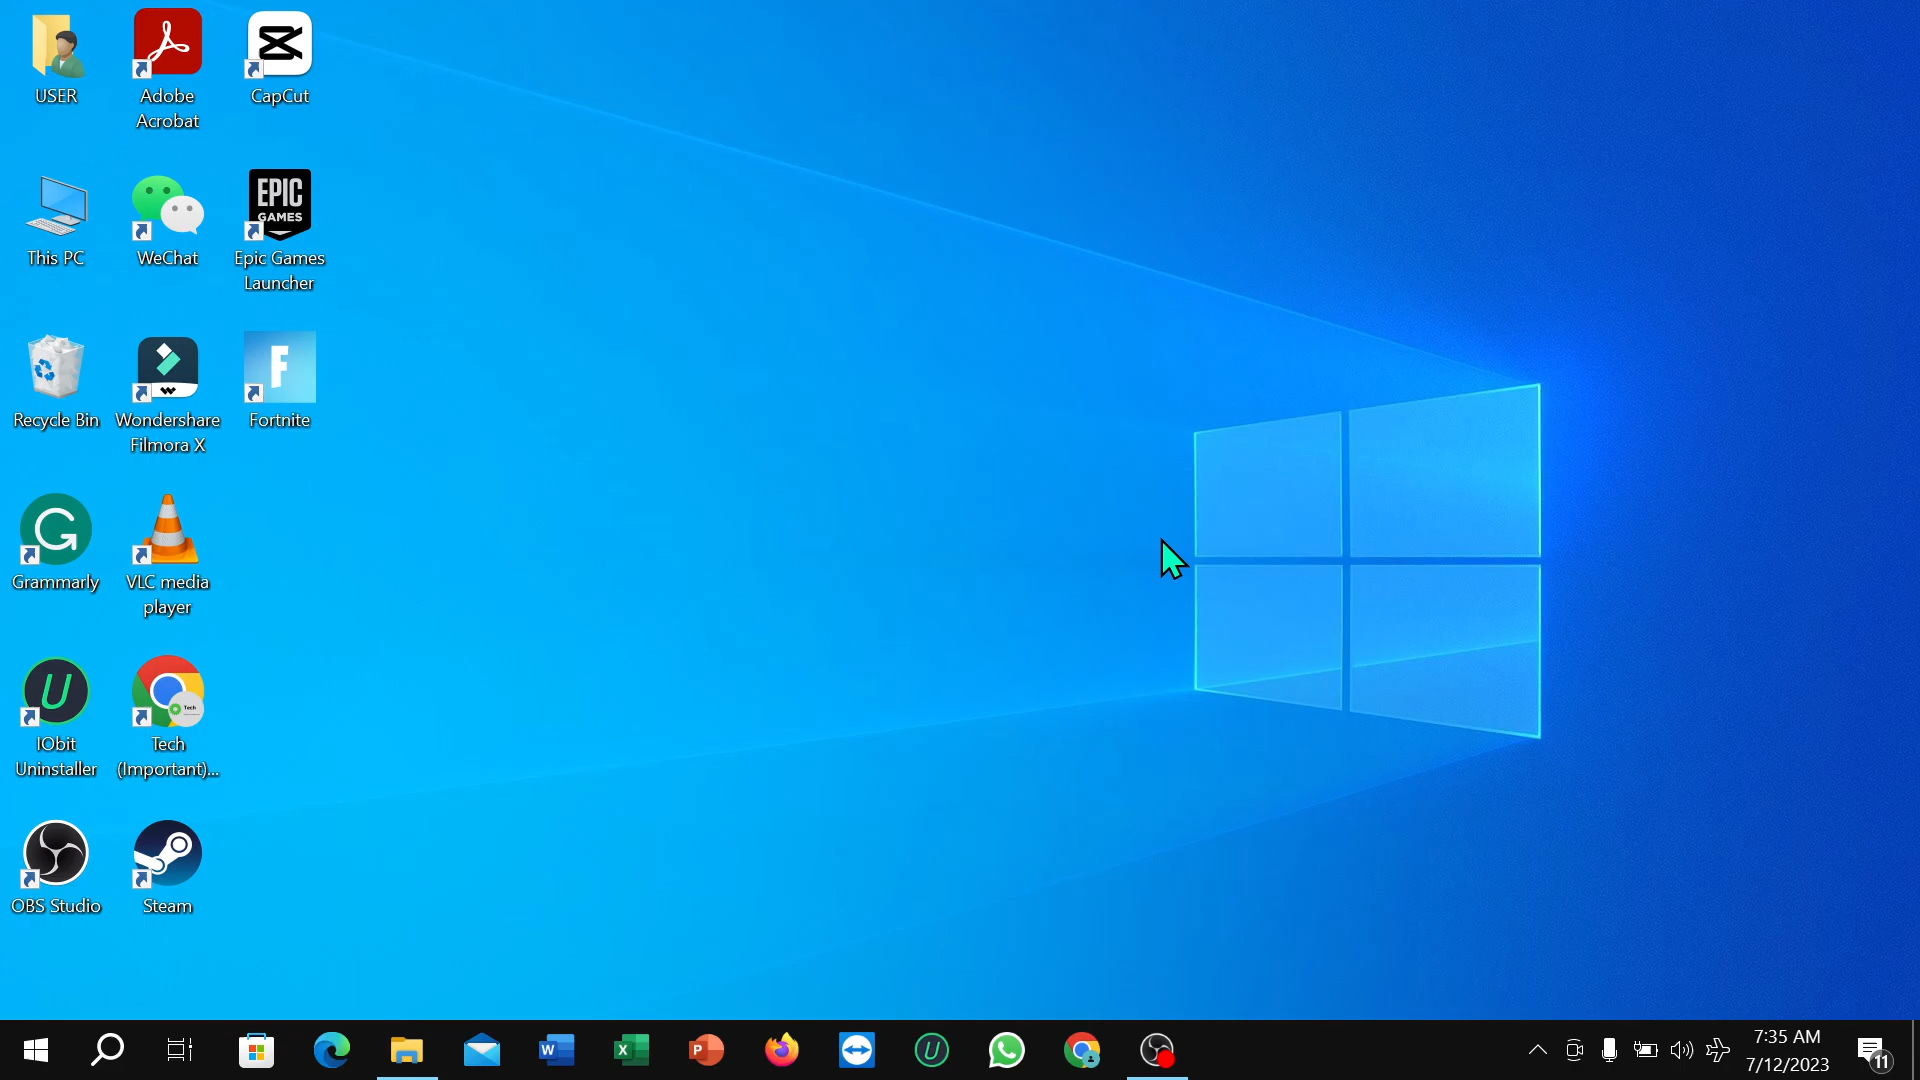 USER
Adobe
Acrobat
CapCut
This PC
WeChat
EPIC
GAMES
Epic Games
Launcher
Recycle Bin
Wondershare
Filmora X
F
Fortnite
Grammarly
VLC media
player
IObit
Uninstaller
Tech
Tech
(Important)...
OBS Studio
Steam
W
X
P
U
7:35 AM
7/12/2023
11